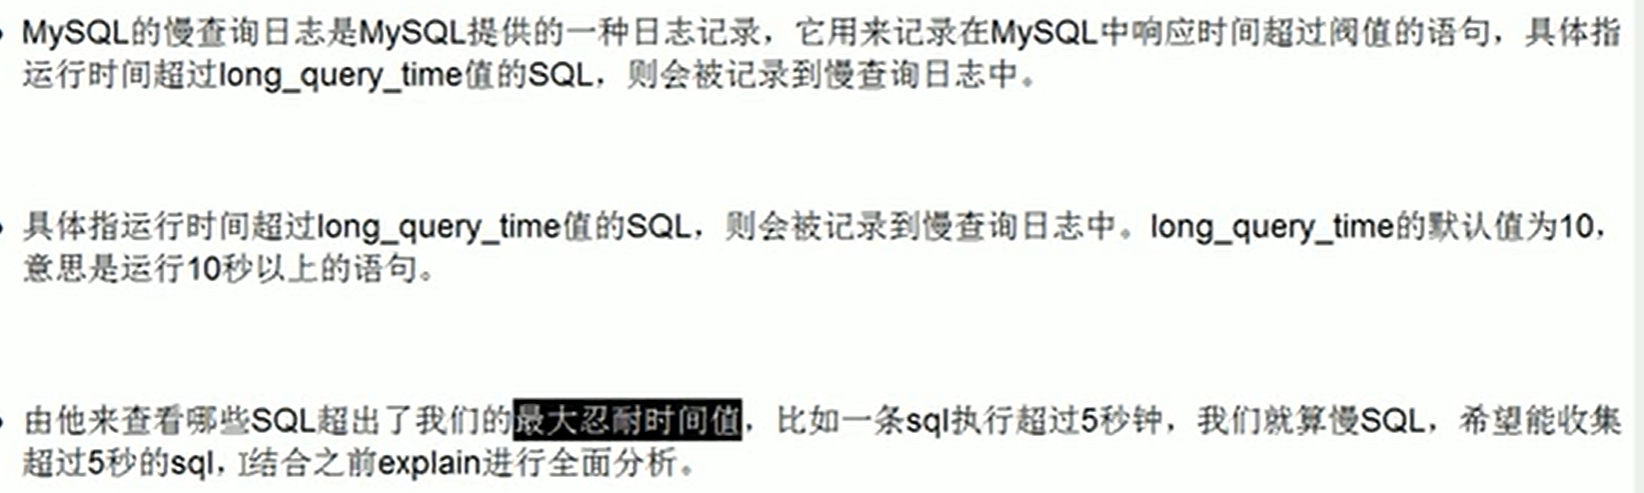 MySQL的慢查询日志是MySQL提供的一种日志记录，它用来记录在MySQL中响应时间超过阀值的语句，具体指
运行时间超过long_query_time值的SQL，则会被记录到慢查询日志中。
具体指运行时间超过long_query_time值的SQL，则会被记录到慢查询日志中。long_query_time的默认值为10，
意思是运行10秒以上的语句。
由他来查看哪些SQL超出了我们的最大忍耐时间值，比如一条sql执行超过5秒钟，我们就算慢SQL，希望能收集
超过5秒的sql，结合之前explain进行全面分析。